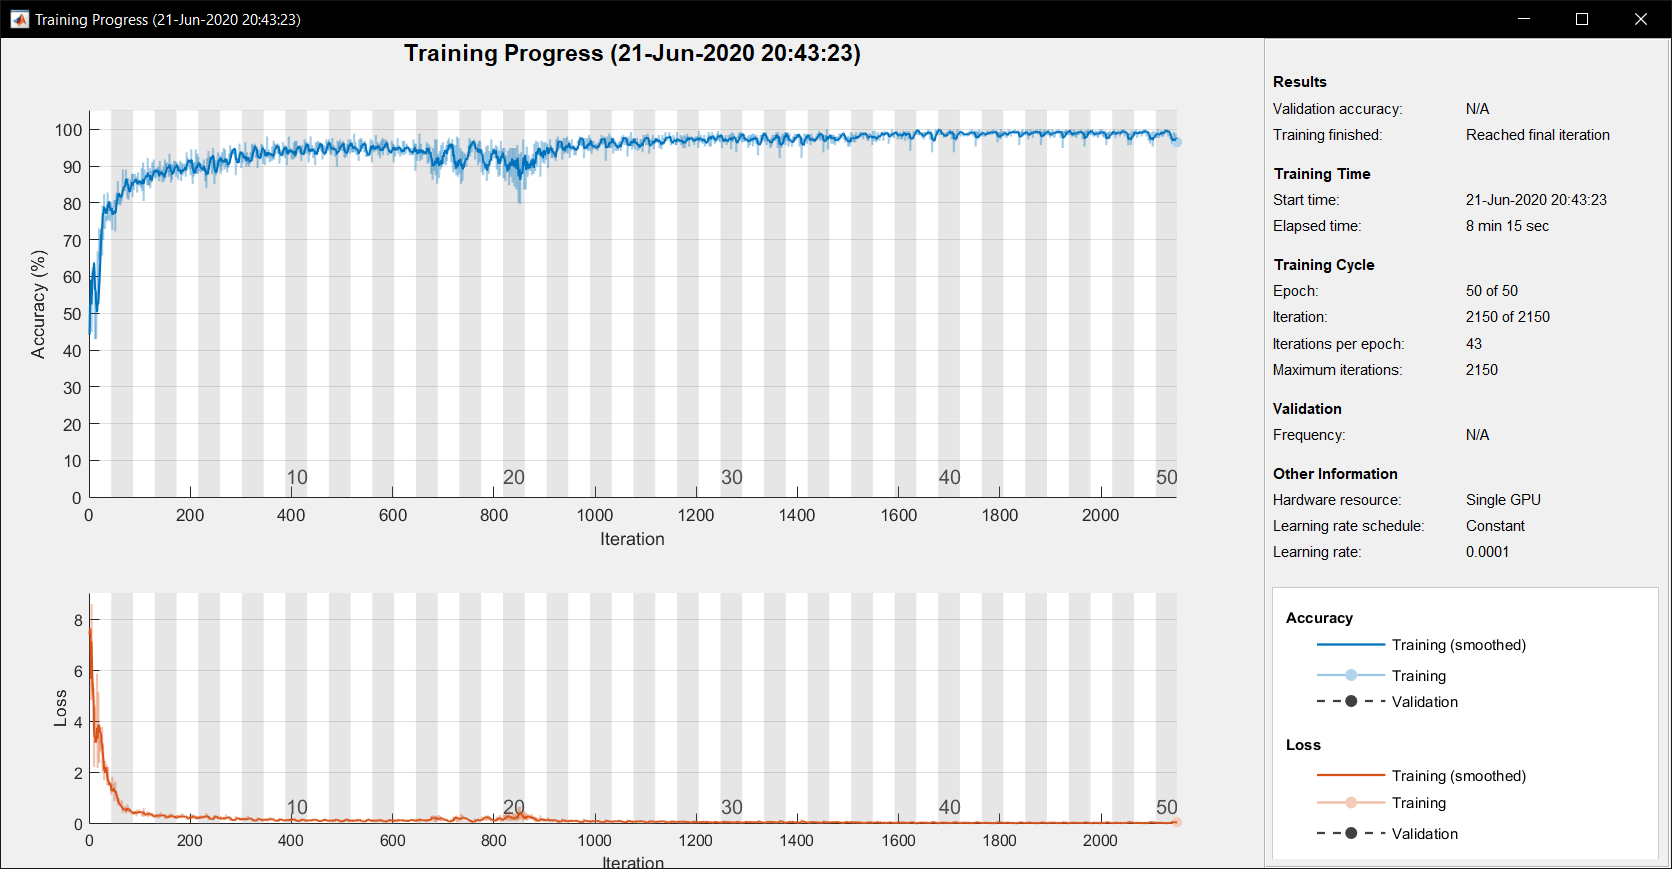 Training Progress (21-Jun-2020 20:43:23)
Training Progress (21-Jun-2020 20:43:23)
100
90
80
70
60
50
40
30
20
10
0
Accuracy (%)
10 20 30 40 50
0 200 400 600 800 1000 1200 1400 1600 1800 2000
Iteration
8
6
4
2
0
Loss
10 20 30 40 50
0 200 400 600 800 1000 1200 1400 1600 1800 2000
Iteration
Results
Validation accuracy: N/A
Training finished: Reached final iteration
Training Time
Start time: 21-Jun-2020 20:43:23
Elapsed time: 8 min 15 sec
Training Cycle
Epoch: 50 of 50
Iteration: 2150 of 2150
Iterations per epoch: 43
Maximum iterations: 2150
Validation
Frequency: N/A
Other Information
Hardware resource: Single GPU
Learning rate schedule: Constant
Learning rate: 0.0001
Accuracy
Training (smoothed)
Training
Validation
Loss
Training (smoothed)
Training
Validation